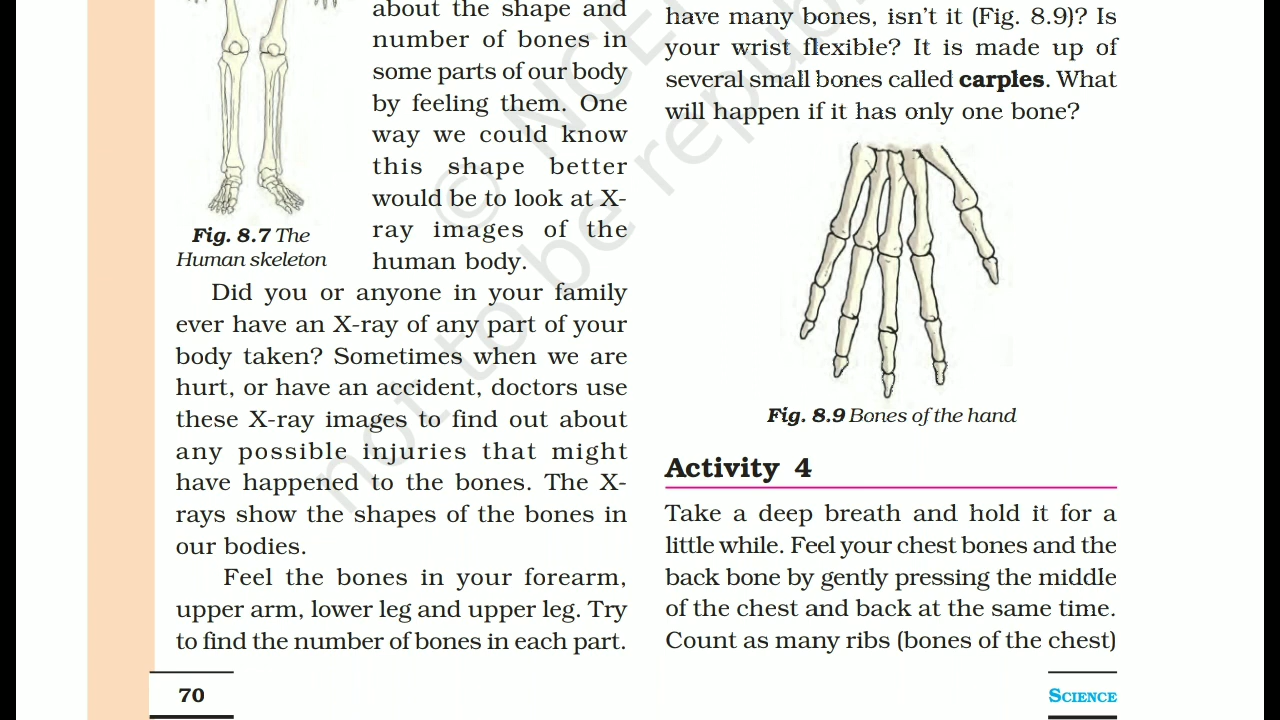 about the shape and
number of bones in
some parts of our body
by feeling them. One
way we could know
this shape better
would be to look at X-
ray images of the
human body.
Fig. 8.7 The
Human skeleton
Did you or anyone in your family
ever have an X-ray of any part of your
body taken? Sometimes when we are
hurt, or have an accident, doctors use
these X-ray images to find out about
any possible injuries that might
have happened to the bones. The X-
rays show the shapes of the bones in
our bodies.
Feel the bones in your forearm,
upper arm, lower leg and upper leg. Try
to find the number of bones in each part.
have many bones, isn't it (Fig. 8.9)? Is
your wrist flexible? It is made up of
several small bones called carples. What
will happen if it has only one bone?
Fig. 8.9 Bones of the hand
Activity 4
Take a deep breath and hold it for a
little while. Feel your chest bones and the
back bone by gently pressing the middle
of the chest and back at the same time.
Count as many ribs (bones of the chest)
70
SCIENCE
© NCE
not to be republ